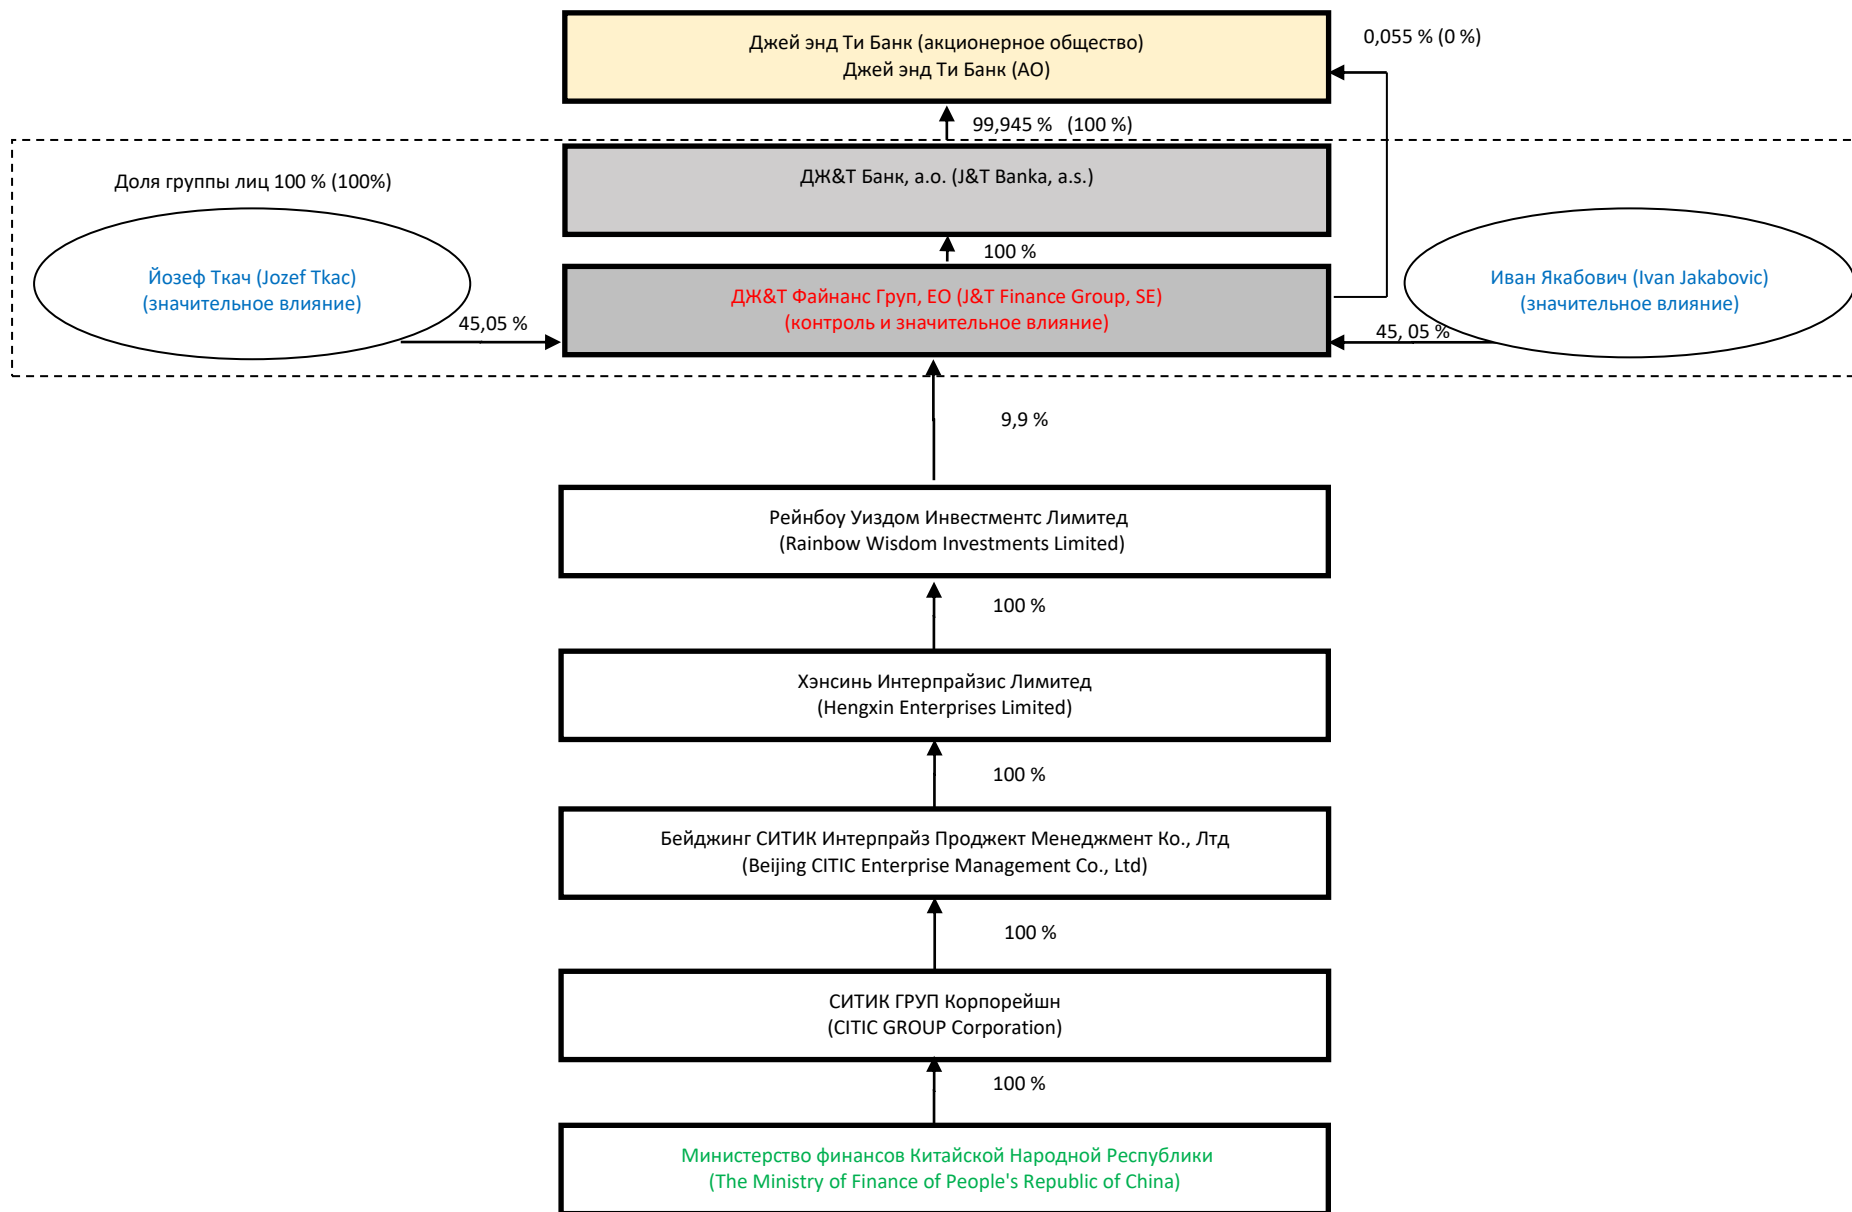 Джей энд Ти Банк (акционерное общество)
Джей энд Ти Банк (АО)
0,055 % (0 %)
99,945 % (100 %)
Доля группы лиц 100 % (100%)
ДЖ&Т Банк, а.о. (J&T Banka, a.s.)
100 %
Йозеф Ткач (Jozef Tkac)
(значительное влияние)
ДЖ&Т Файнанс Груп, ЕО (J&T Finance Group, SE)
(контроль и значительное влияние)
Иван Якабович (Ivan Jakabovic)
(значительное влияние)
45,05 %
45, 05 %
9,9 %
Рейнбоу Уиздом Инвестментс Лимитед
(Rainbow Wisdom Investments Limited)
100 %
Хэнсинь Интерпрайзис Лимитед
(Hengxin Enterprises Limited)
100 %
Бейджинг СИТИК Интерпрайз Проджект Менеджмент Ко., Лтд
(Beijing CITIC Enterprise Management Co., Ltd)
100 %
СИТИК ГРУП Корпорейшн
(CITIC GROUP Corporation)
100 %
Министерство финансов Китайской Народной Республики
(The Ministry of Finance of People's Republic of China)